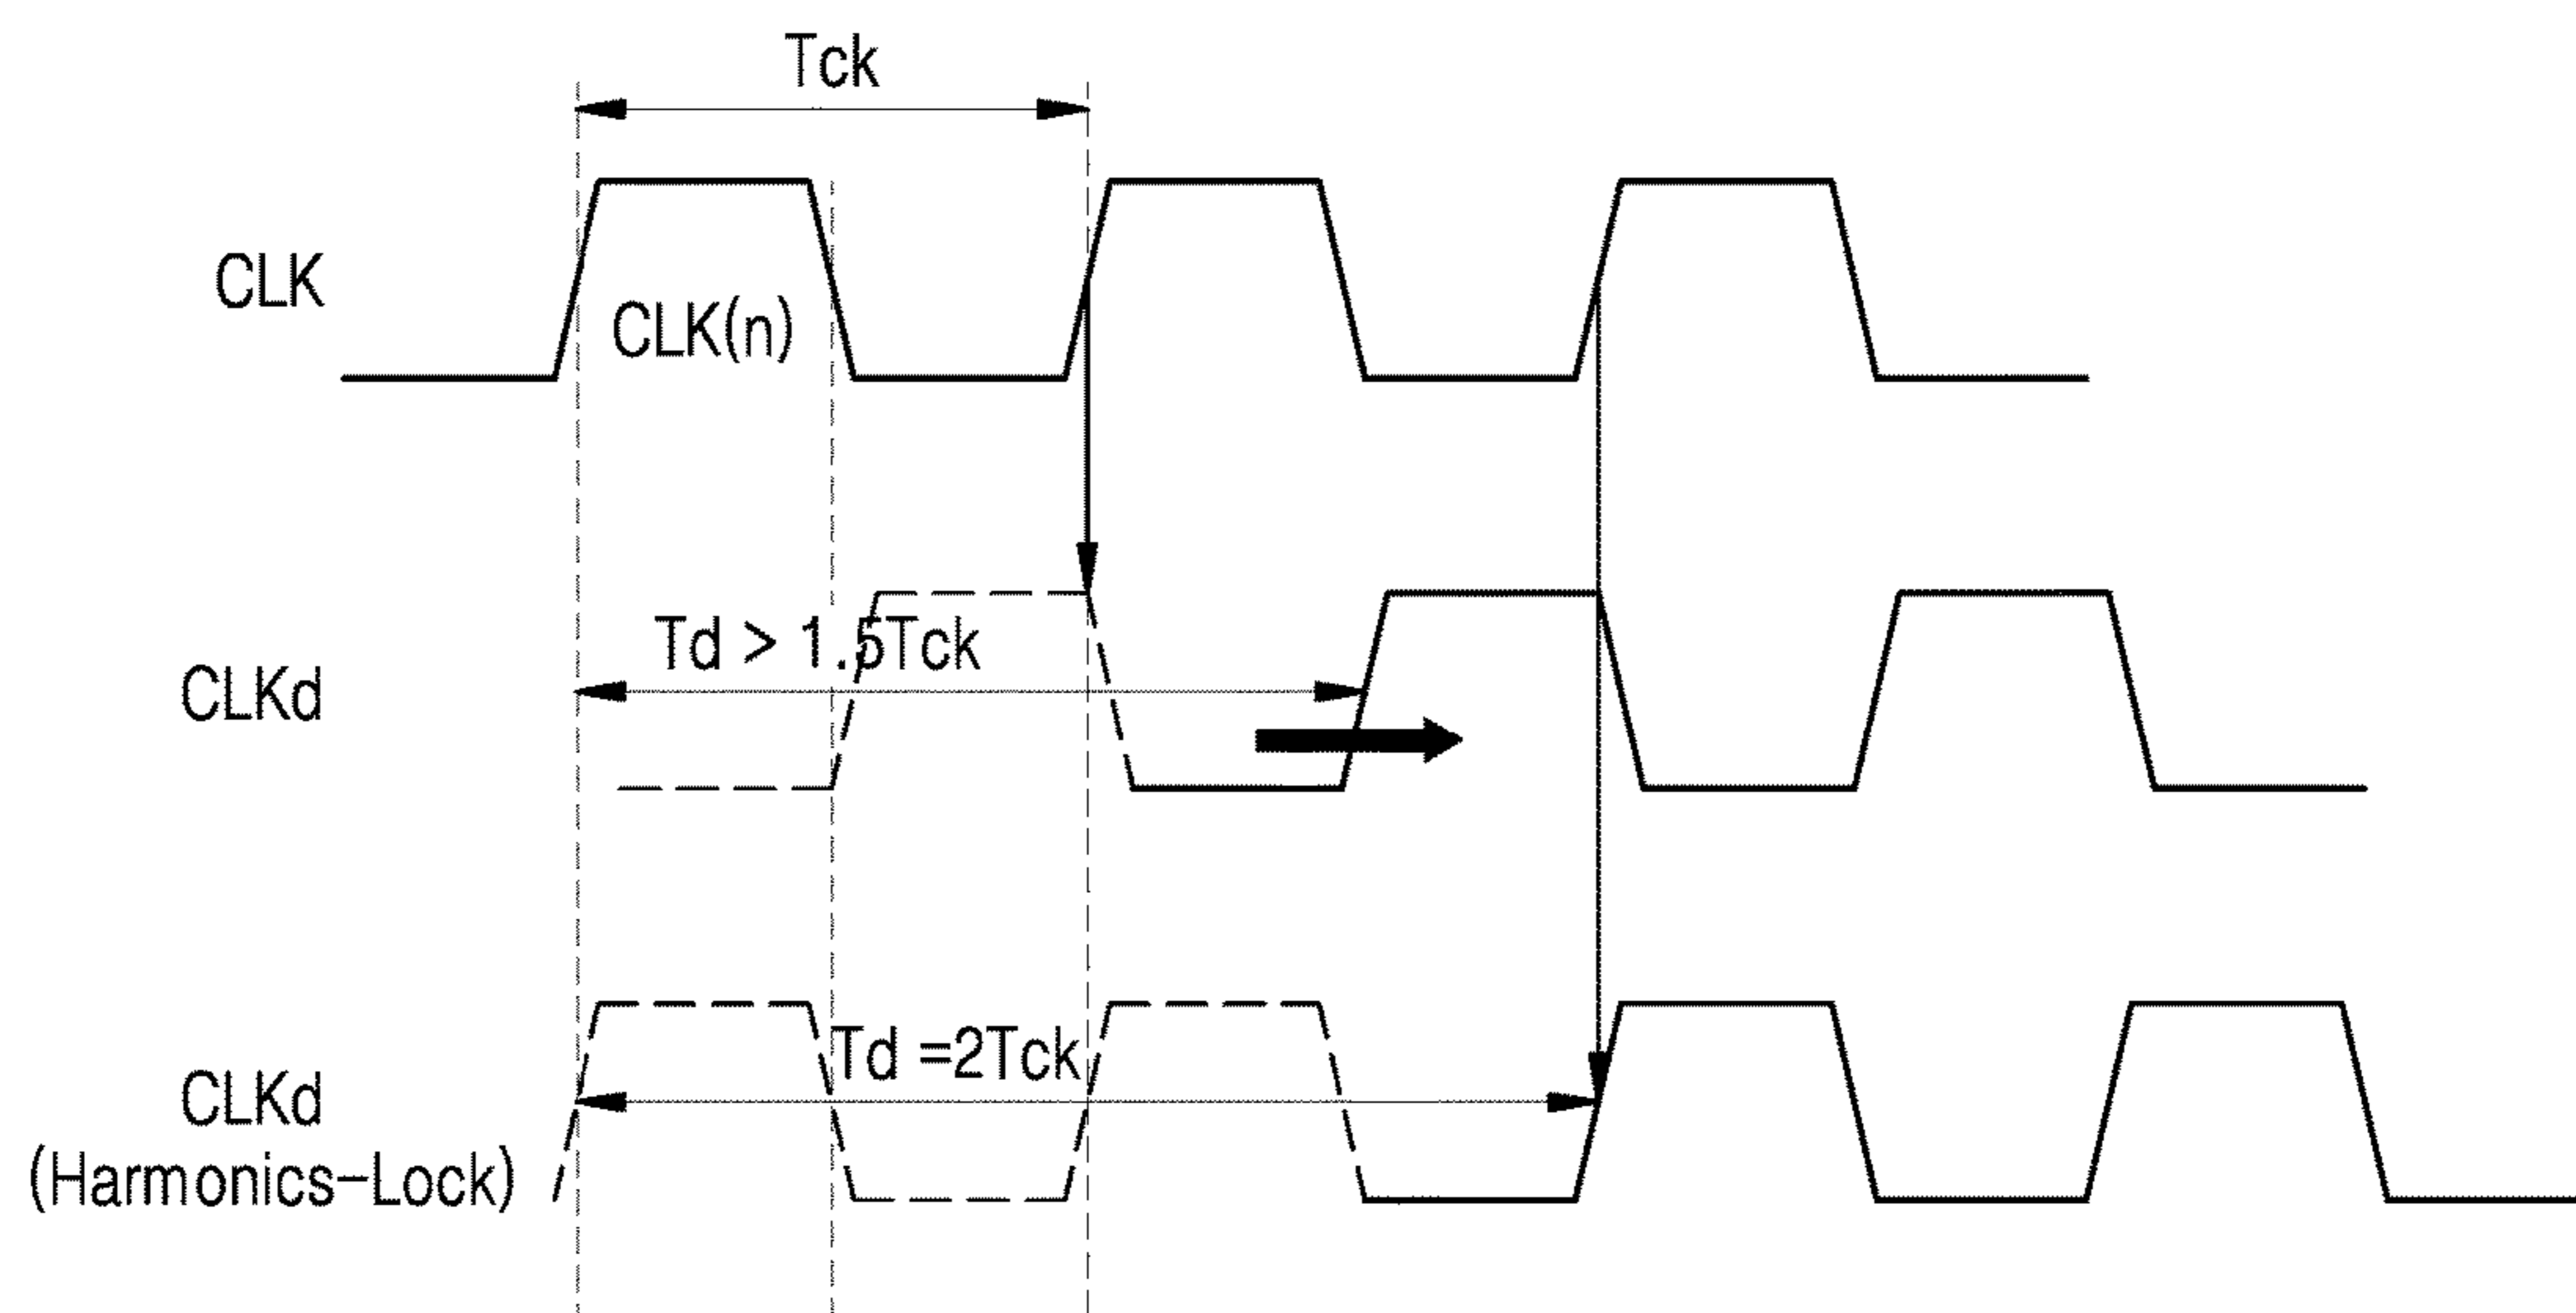 Tck
CLK
CLK(n)
Td > 1.5Tck
CLKd
Td =2Tck
CLKd
(Harmonics-Lock)